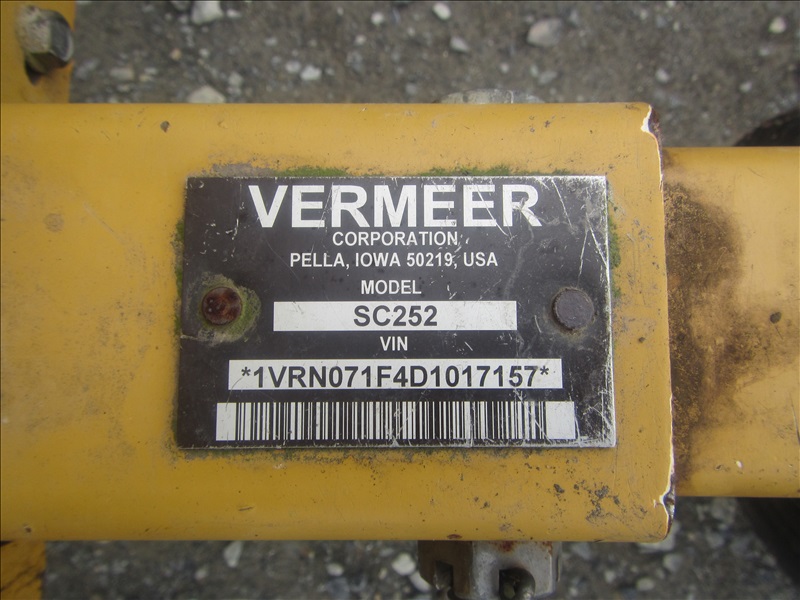 VERMEER
CORPORATION
PELLA, IOWA 50219, USA
MODEL
SC252
VIN
*1VRN071F4D1017157*